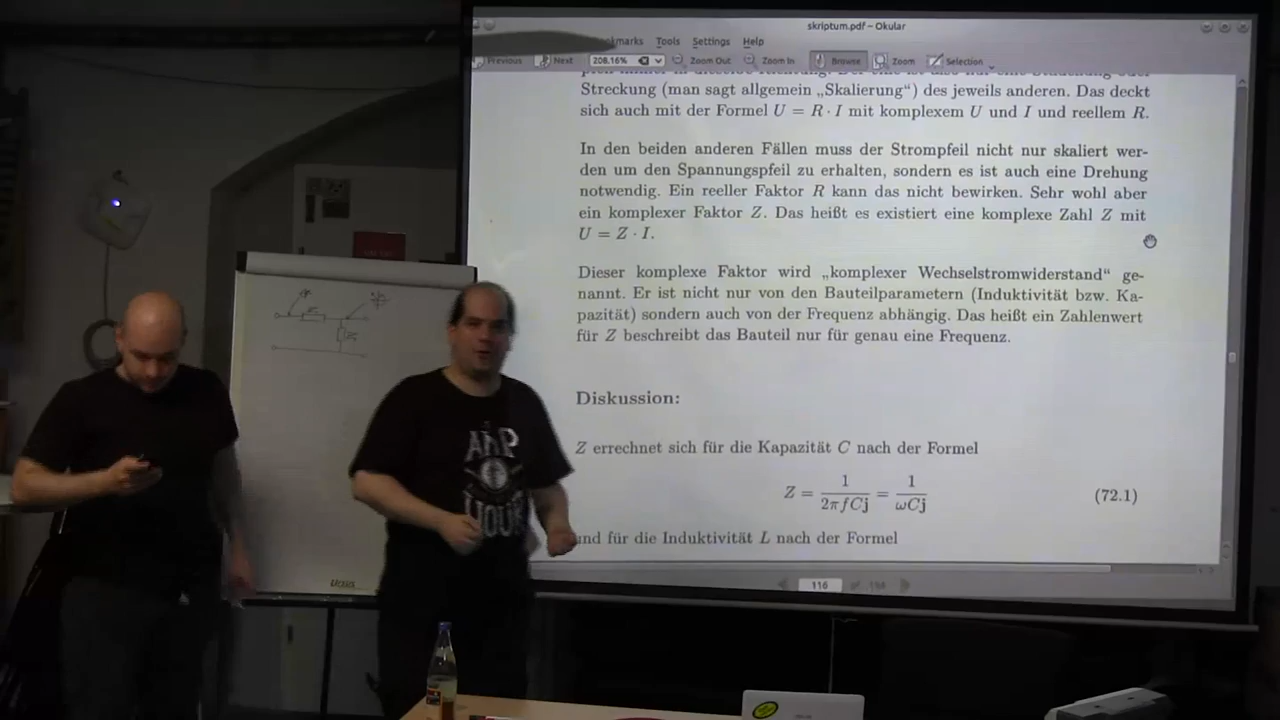 skriptum.pdf – Okular
Tools Settings Help
Previous Next 208.16% Zoom Out Zoom In Browse Zoom Selection
Streckung (man sagt allgemein „Skalierung“) des jeweils anderen. Das deckt
sich auch mit der Formel U = R · I mit komplexem U und I und reellem R.
In den beiden anderen Fällen muss der Strompfeil nicht nur skaliert wer-
den um den Spannungspfeil zu erhalten, sondern es ist auch eine Drehung
notwendig. Ein reeller Faktor R kann das nicht bewirken. Sehr wohl aber
ein komplexer Faktor Z. Das heißt es existiert eine komplexe Zahl Z mit
U = Z · I.
Dieser komplexe Faktor wird „komplexer Wechselstromwiderstand“ ge-
nannt. Er ist nicht nur von den Bauteilparametern (Induktivität bzw. Ka-
pazität) sondern auch von der Frequenz abhängig. Das heißt ein Zahlenwert
für Z beschreibt das Bauteil nur für genau eine Frequenz.
Diskussion:
Z errechnet sich für die Kapazität C nach der Formel
Z = 1/(2πfCj) = 1/(ωCj) (72.1)
und für die Induktivität L nach der Formel
116 of 194
AMP
HOUR